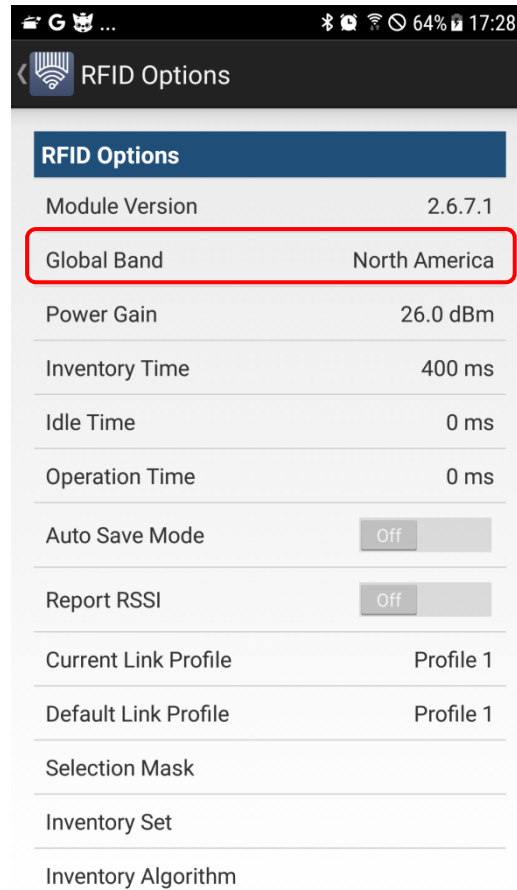 G ... 64% 17:28
RFID Options
RFID Options
Module Version 2.6.7.1
Global Band North America
Power Gain 26.0 dBm
Inventory Time 400 ms
Idle Time 0 ms
Operation Time 0 ms
Auto Save Mode Off
Report RSSI Off
Current Link Profile Profile 1
Default Link Profile Profile 1
Selection Mask
Inventory Set
Inventory Algorithm